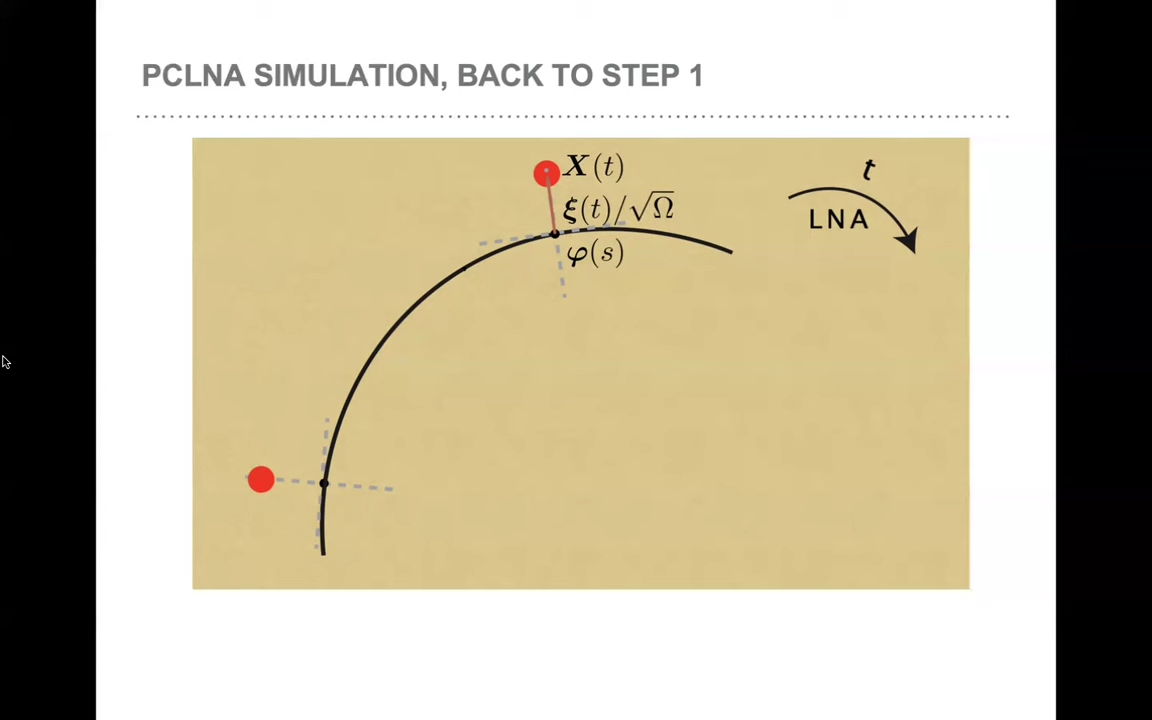 PCLNA SIMULATION, BACK TO STEP 1
X(t)
ξ(t)/√Ω
φ(s)
t
LNA